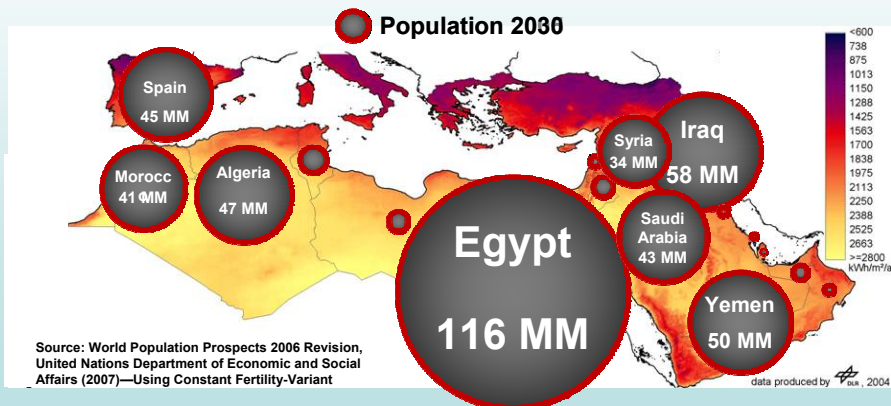 Population 2030
<600
738
875
1013
1150
1288
1425
1563
1700
1838
1975
2113
2250
2388
2525
2663
>=2800
kWh/m²/a
Spain
45 MM
Morocc
41 MM
Algeria
47 MM
Egypt
116 MM
Syria
34 MM
Iraq
58 MM
Saudi
Arabia
43 MM
Yemen
50 MM
Source: World Population Prospects 2006 Revision,
United Nations Department of Economic and Social
Affairs (2007)—Using Constant Fertility-Variant
data produced by DLR , 2004